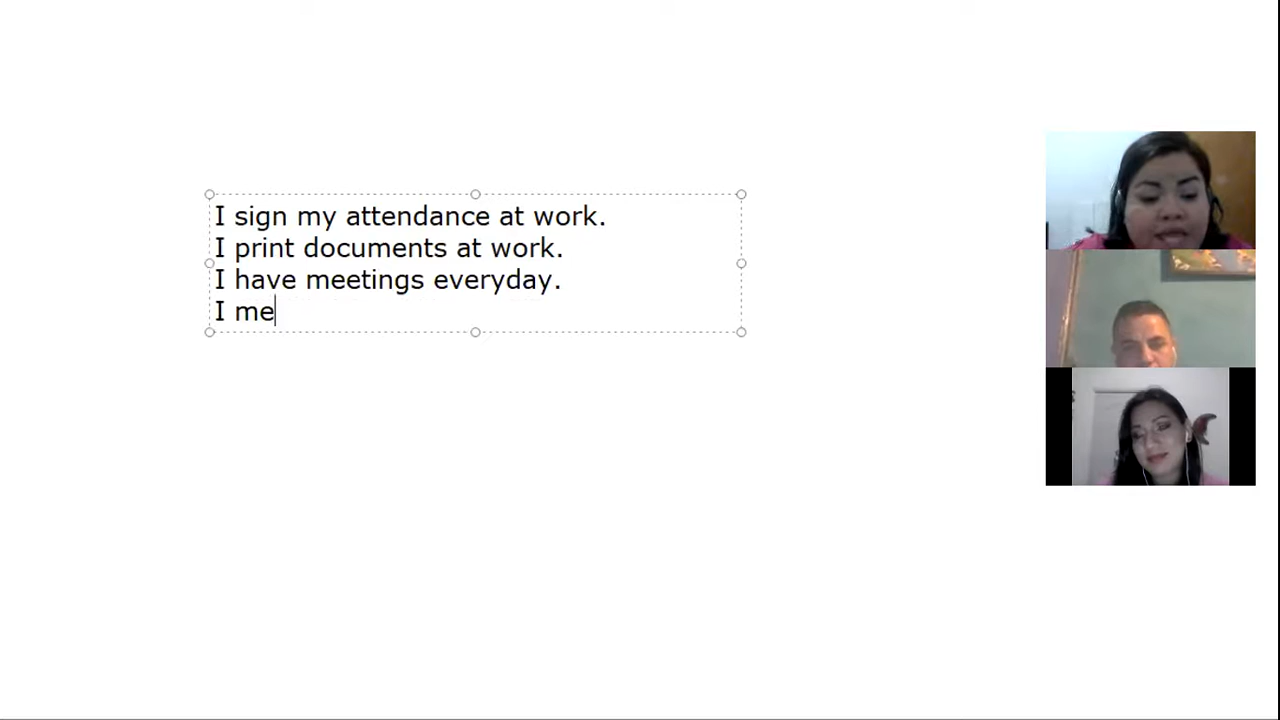 I sign my attendance at work.
I print documents at work.
I have meetings everyday.
I me